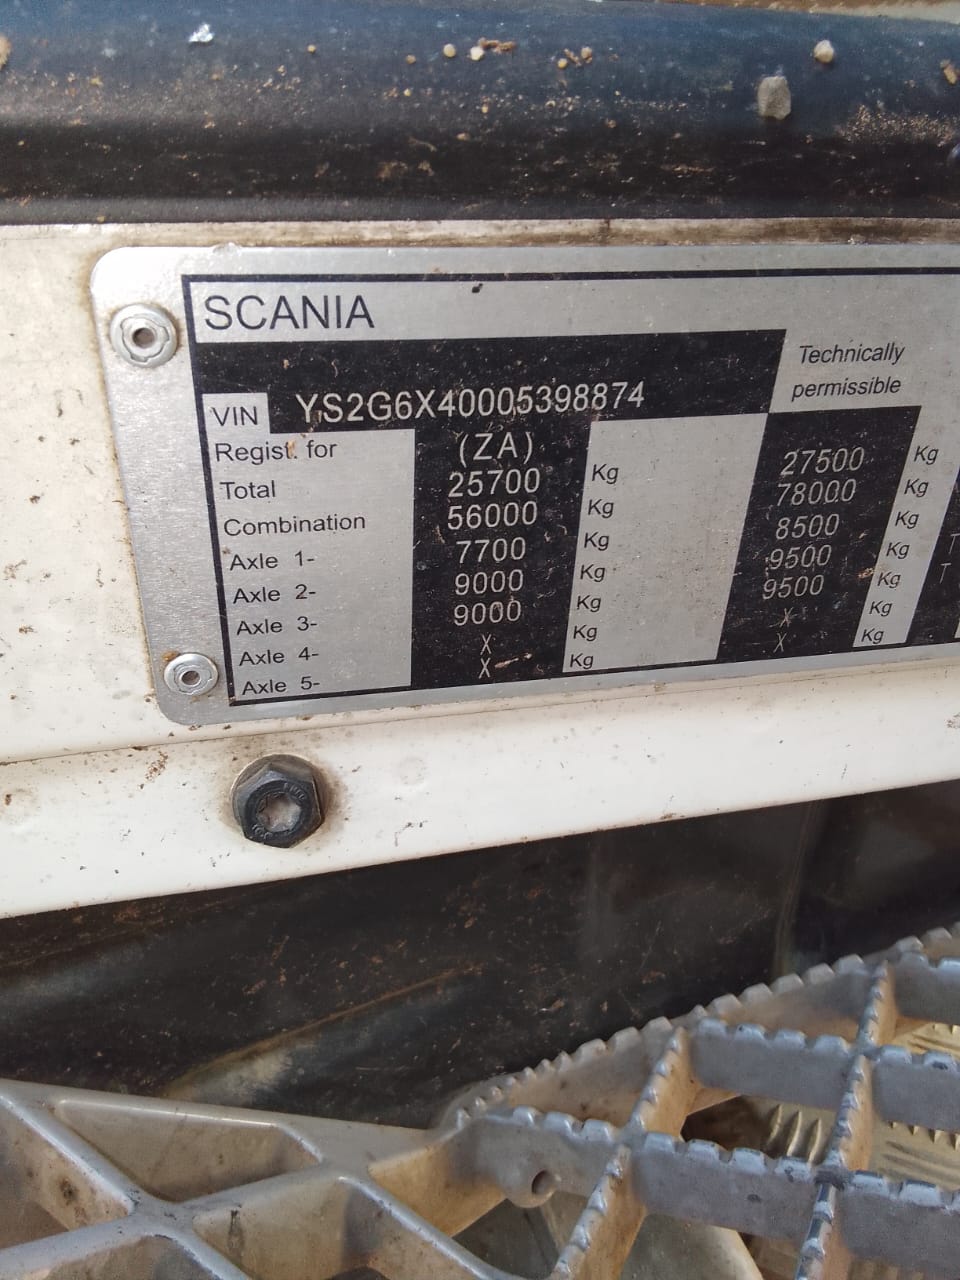 SCANIA
Technically
permissible
VIN YS2G6X40005398874
Regist. for (ZA)
Total 25700 Kg 27500 Kg
Combination 56000 Kg 78000 Kg
Axle 1- 7700 Kg 8500 Kg
Axle 2- 9000 Kg 9500 Kg
Axle 3- 9000 Kg 9500 Kg
Axle 4- X Kg X Kg
Axle 5- X Kg X Kg
T
T